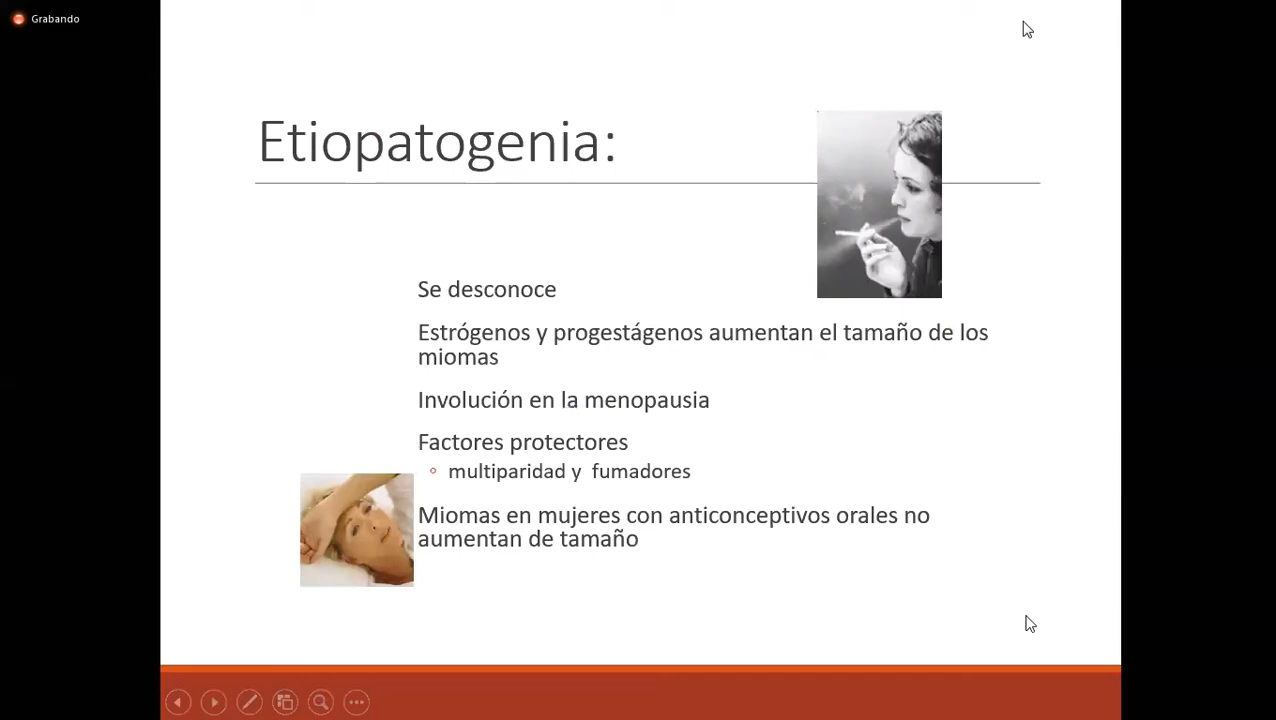 Grabando
Etiopatogenia:
Se desconoce
Estrógenos y progestágenos aumentan el tamaño de los
miomas
Involución en la menopausia
Factores protectores
multiparidad y fumadores
Miomas en mujeres con anticonceptivos orales no
aumentan de tamaño